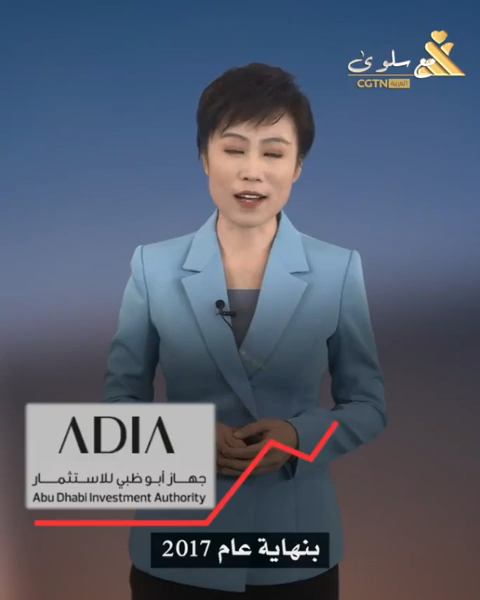 مع سلوى
CGTN العربية
ADIA
جهاز أبوظبي للاستثمار
Abu Dhabi Investment Authority
بنهاية عام 2017